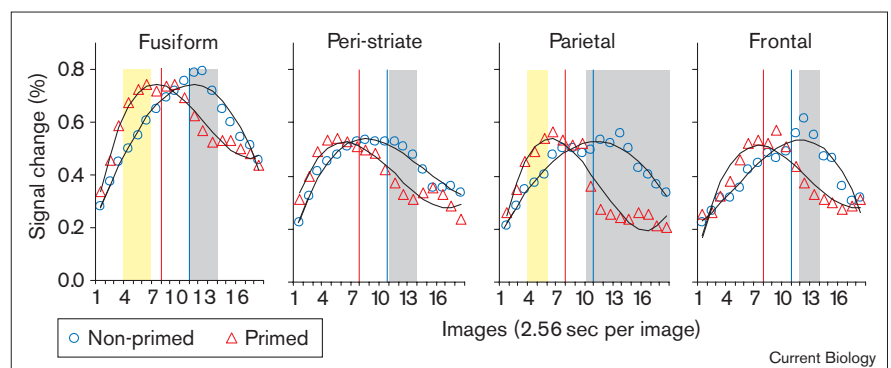 Fusiform Peri-striate Parietal Frontal
Signal change (%)
0.8
0.6
0.4
0.2
0.0
1 4 7 10 13 16 1 4 7 10 13 16 1 4 7 10 13 16 1 4 7 10 13 16
○ Non-primed △ Primed
Images (2.56 sec per image)
Current Biology